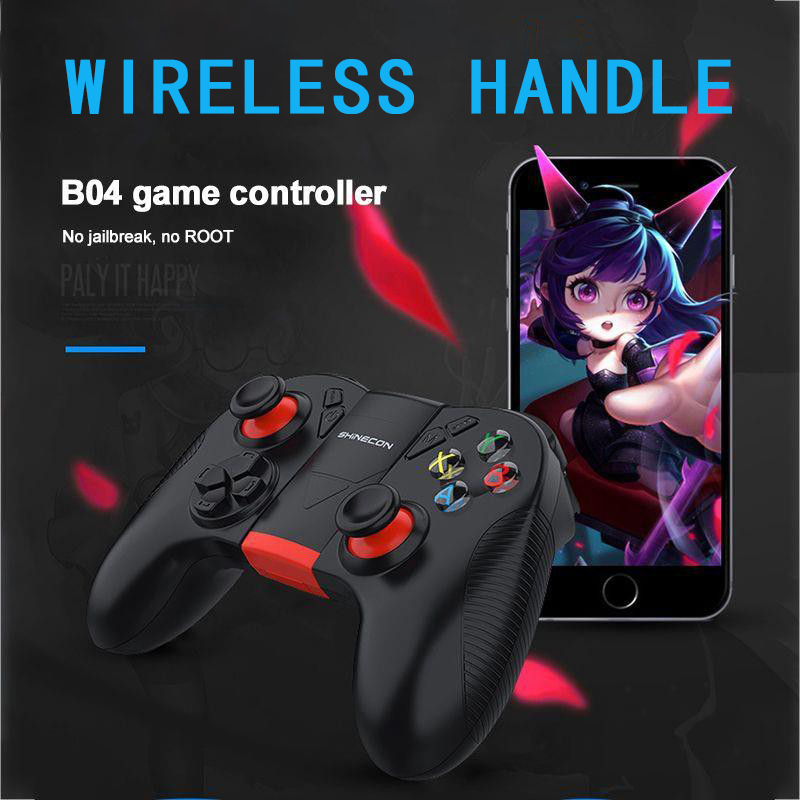 WIRELESS HANDLE
B04 game controller
No jailbreak, no ROOT
PALY IT HAPPY
SHINECON
X Y
A B